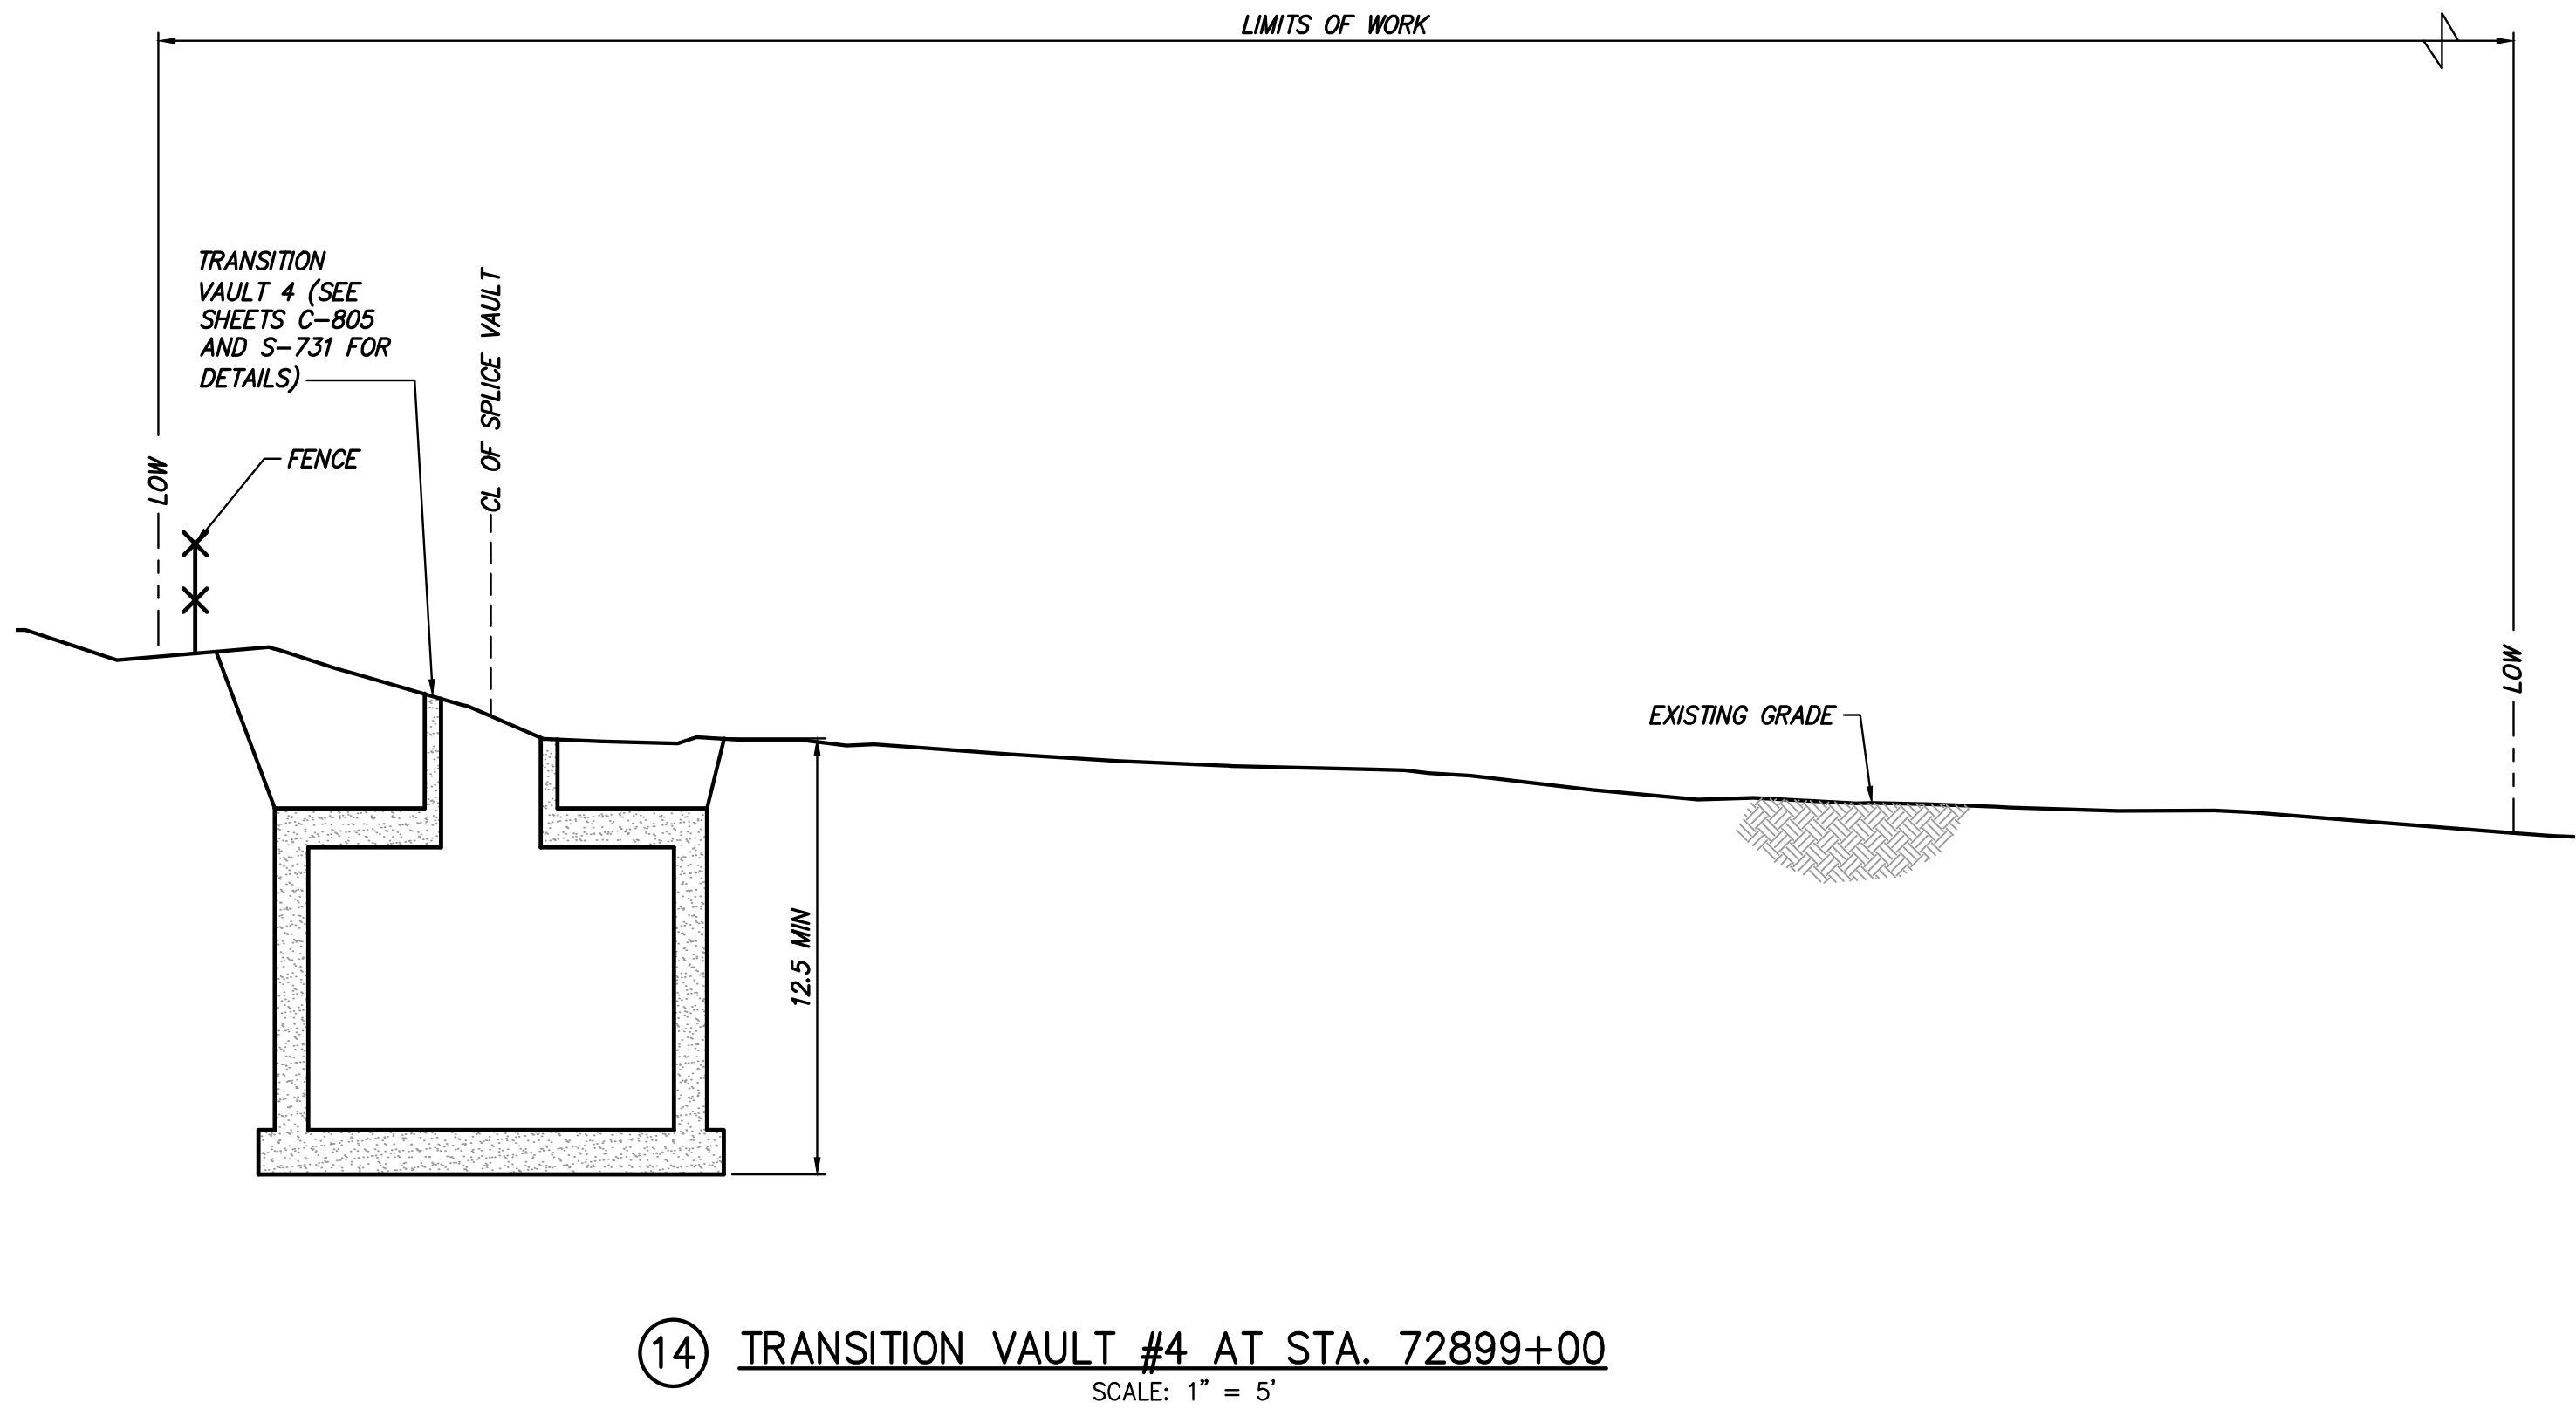 LIMITS OF WORK
TRANSITION
VAULT 4 (SEE
SHEETS C-805
AND S-731 FOR
DETAILS)
CL OF SPLICE VAULT
FENCE
LOW
LOW
EXISTING GRADE
12.5 MIN
14 TRANSITION VAULT #4 AT STA. 72899+00
SCALE: 1" = 5'